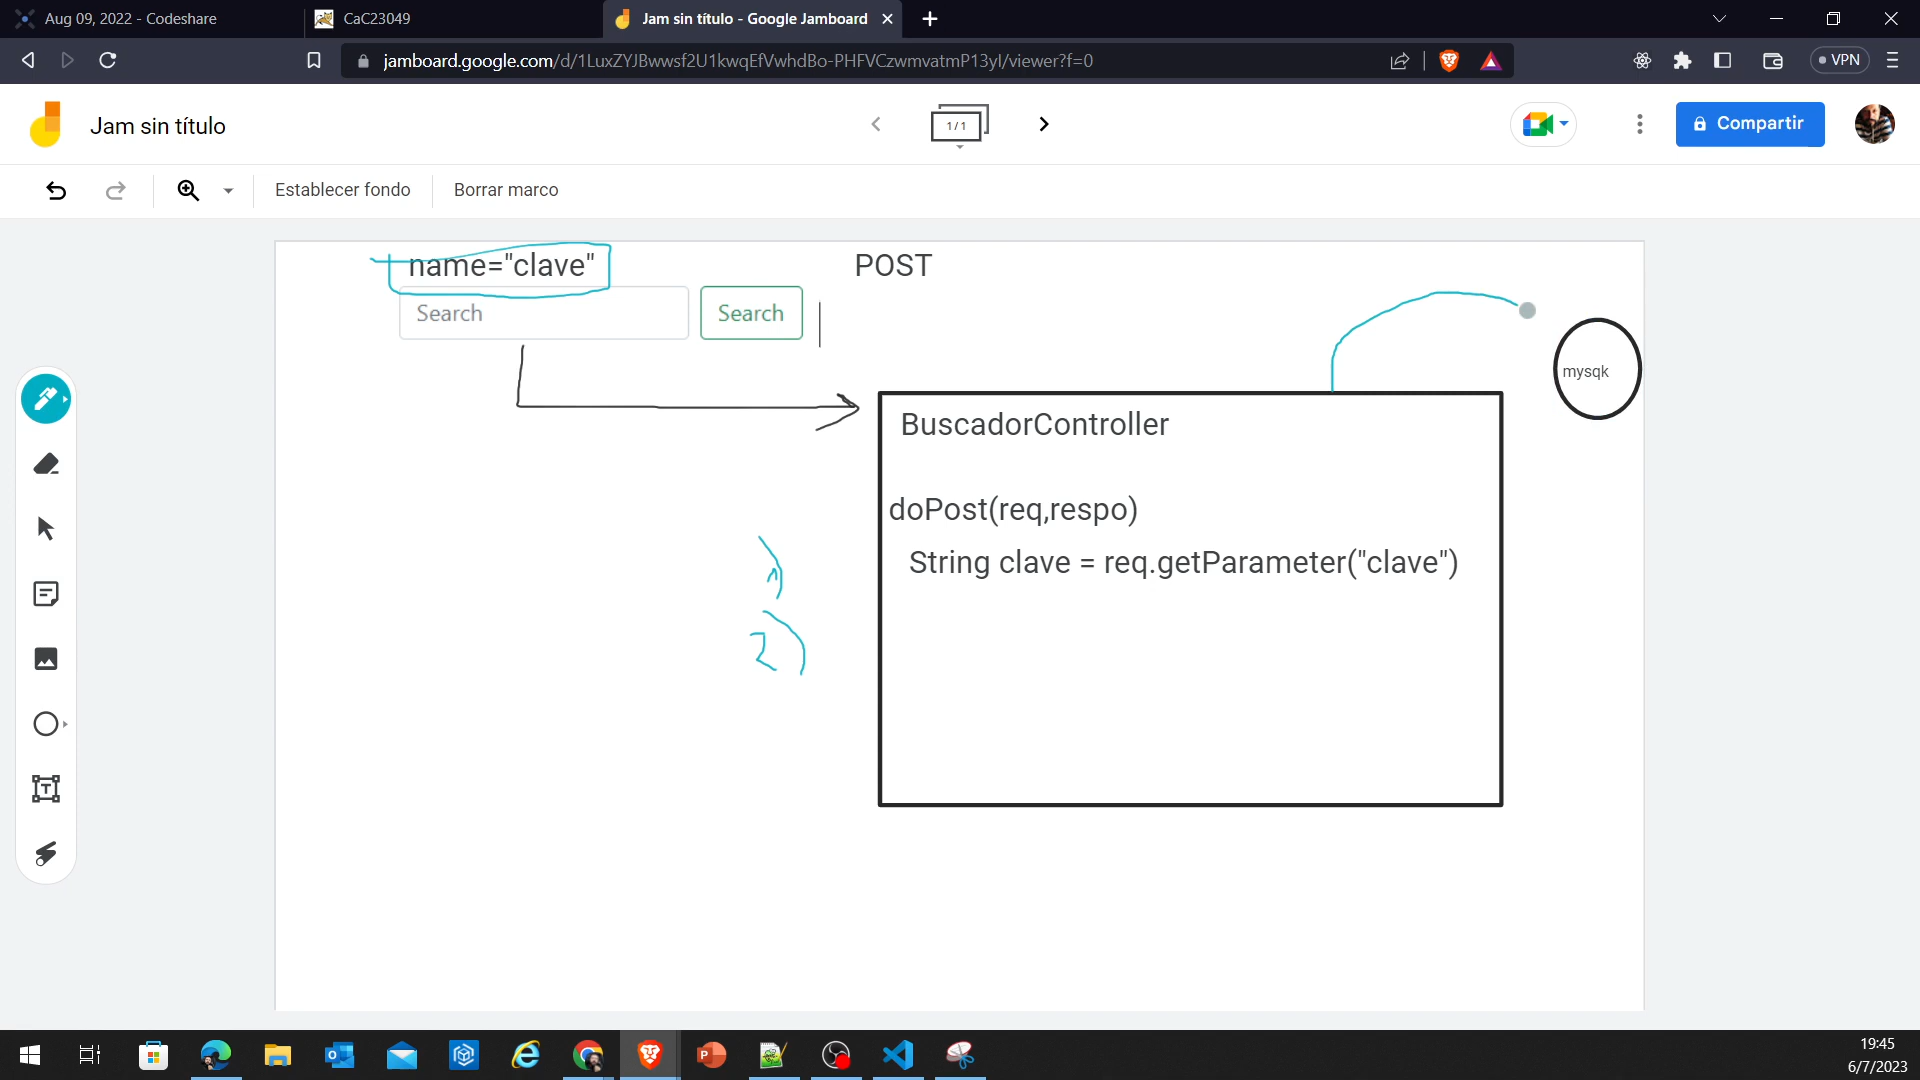 Aug 09, 2022 - Codeshare
CaC23049
Jam sin título - Google Jamboard
jamboard.google.com/d/1LuxZYJBwwsf2U1kwqEfVwhdBo-PHFVCzwmvatmP13yI/viewer?f=0
VPN
Jam sin título
1 / 1
Compartir
Establecer fondo
Borrar marco
name="clave"
POST
Search
Search
mysqk
BuscadorController
doPost(req,respo)
String clave = req.getParameter("clave")
1)
2)
19:45
6/7/2023